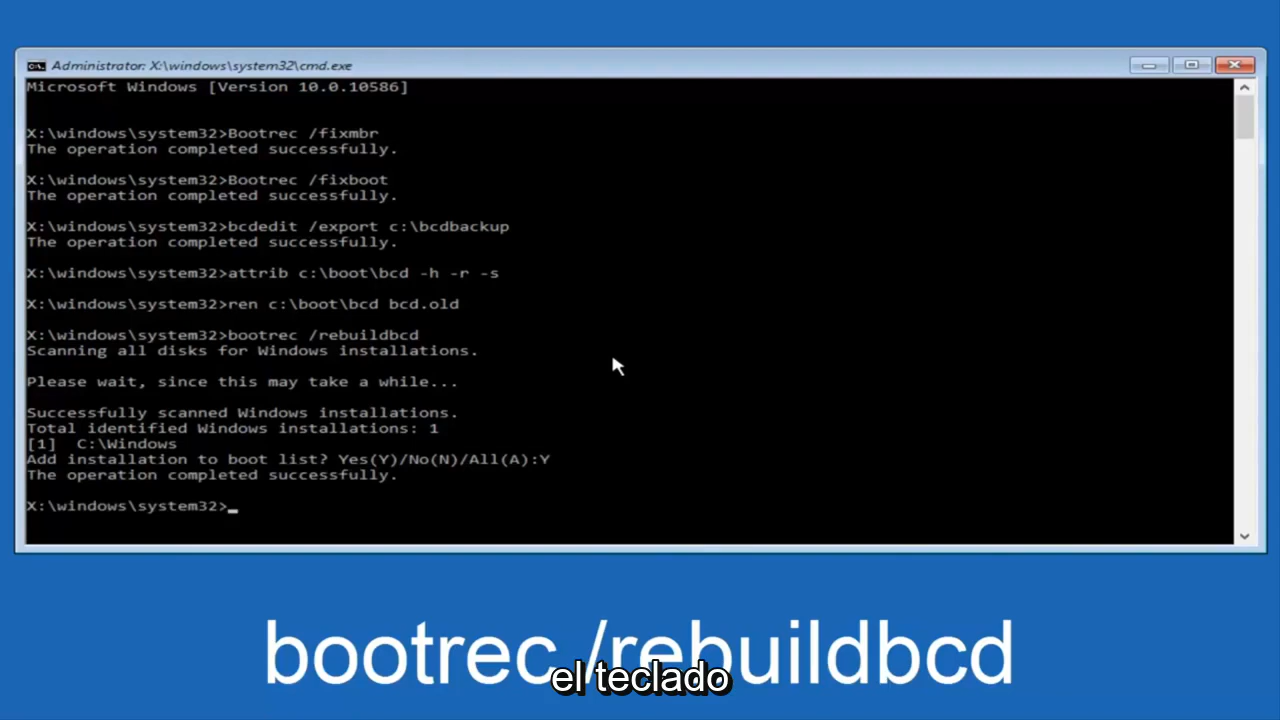 Administrator: X:\windows\system32\cmd.exe
Microsoft Windows [Version 10.0.10586]
X:\windows\system32>Bootrec /fixmbr
The operation completed successfully.
X:\windows\system32>Bootrec /fixboot
The operation completed successfully.
X:\windows\system32>bcdedit /export c:\bcdbackup
The operation completed successfully.
X:\windows\system32>attrib c:\boot\bcd -h -r -s
X:\windows\system32>ren c:\boot\bcd bcd.old
X:\windows\system32>bootrec /rebuildbcd
Scanning all disks for Windows installations.
Please wait, since this may take a while...
Successfully scanned Windows installations.
Total identified Windows installations: 1
[1]  C:\Windows
Add installation to boot list? Yes(Y)/No(N)/All(A):Y
The operation completed successfully.
X:\windows\system32>_
bootrec /rebuildbcd
el teclado